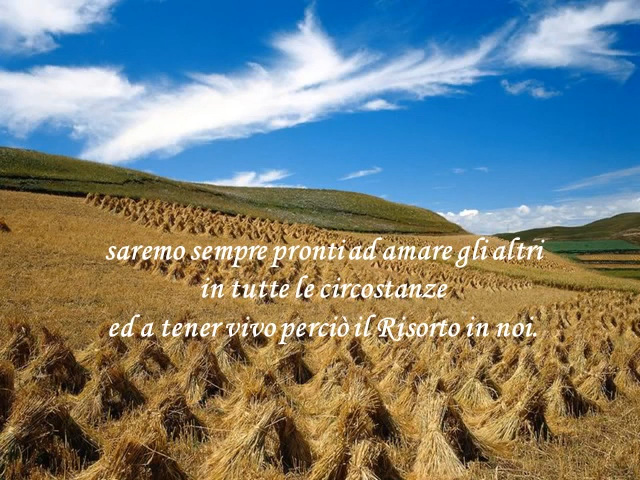 saremo sempre pronti ad amare gli altri
in tutte le circostanze
ed a tener vivo perciò il Risorto in noi.